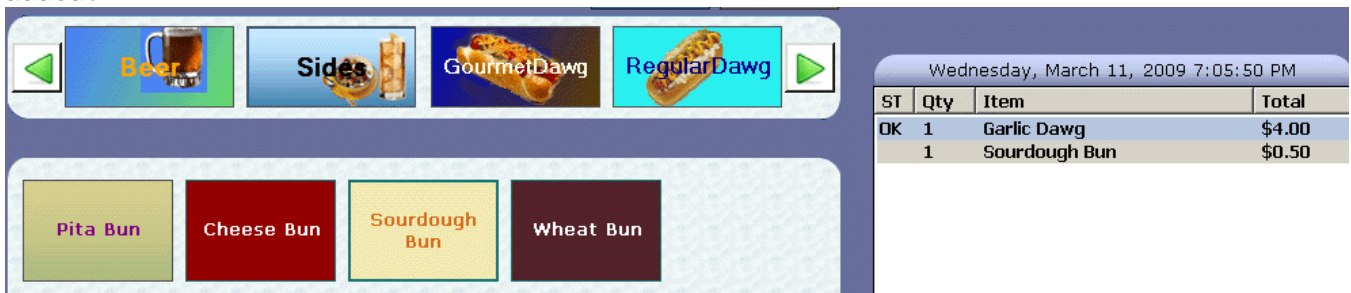 Beer
Sides
GourmetDawg
RegularDawg
Pita Bun
Cheese Bun
Sourdough
Bun
Wheat Bun
Wednesday, March 11, 2009 7:05:50 PM
ST Qty Item Total
OK 1 Garlic Dawg $4.00
1 Sourdough Bun $0.50